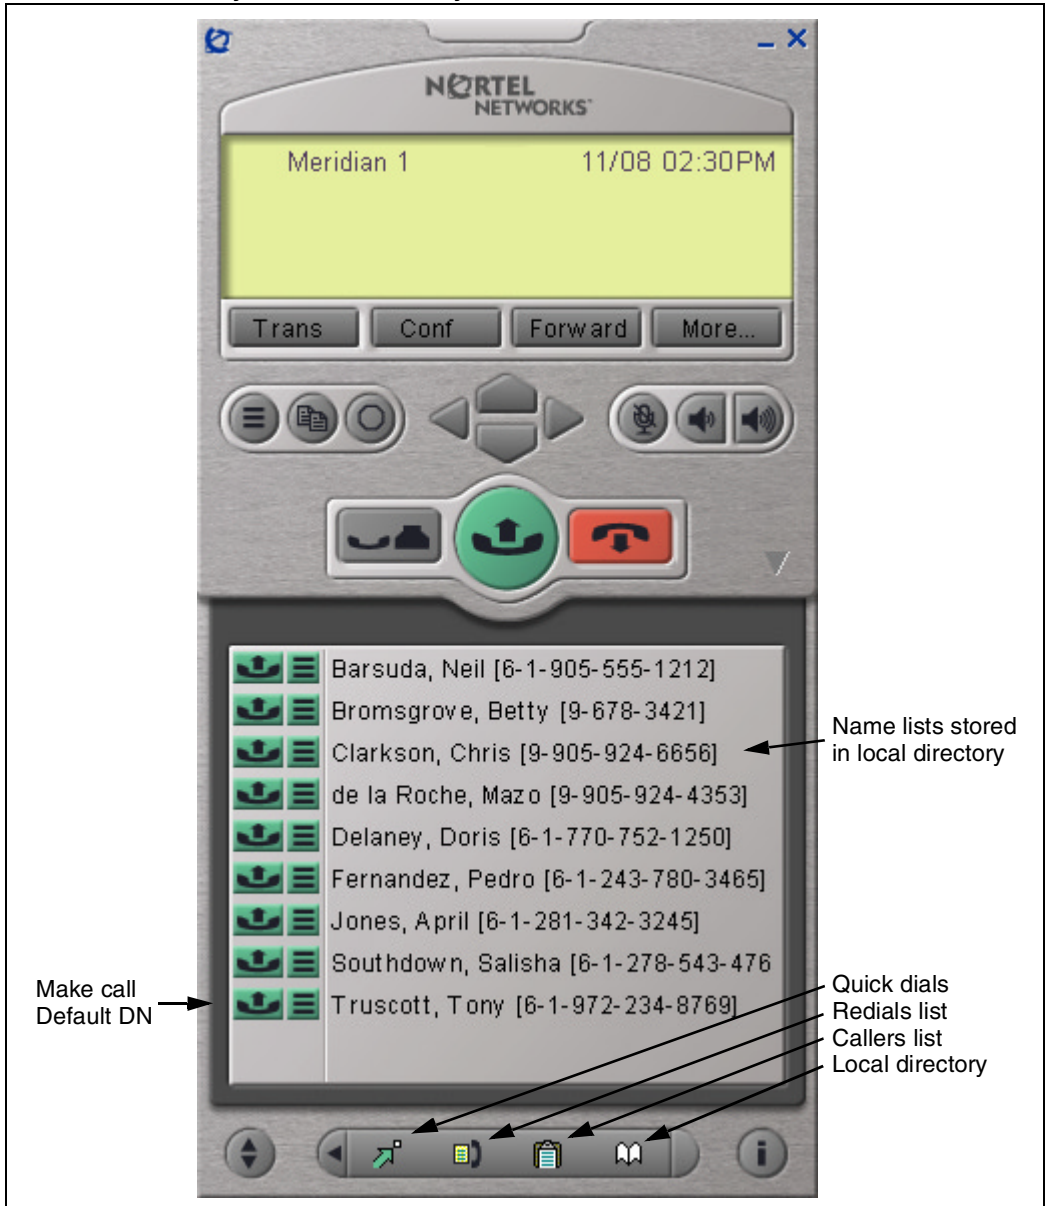 NORTEL
NETWORKS
Meridian 1 11/08 02:30PM
Trans Conf Forward More...
Barsuda, Neil [6-1-905-555-1212]
Bromsgrove, Betty [9-678-3421]
Clarkson, Chris [9-905-924-6656]
de la Roche, Mazo [9-905-924-4353]
Delaney, Doris [6-1-770-752-1250]
Fernandez, Pedro [6-1-243-780-3465]
Jones, April [6-1-281-342-3245]
Southdown, Salisha [6-1-278-543-476
Truscott, Tony [6-1-972-234-8769]
Name lists stored
in local directory
Make call
Default DN
Quick dials
Redials list
Callers list
Local directory